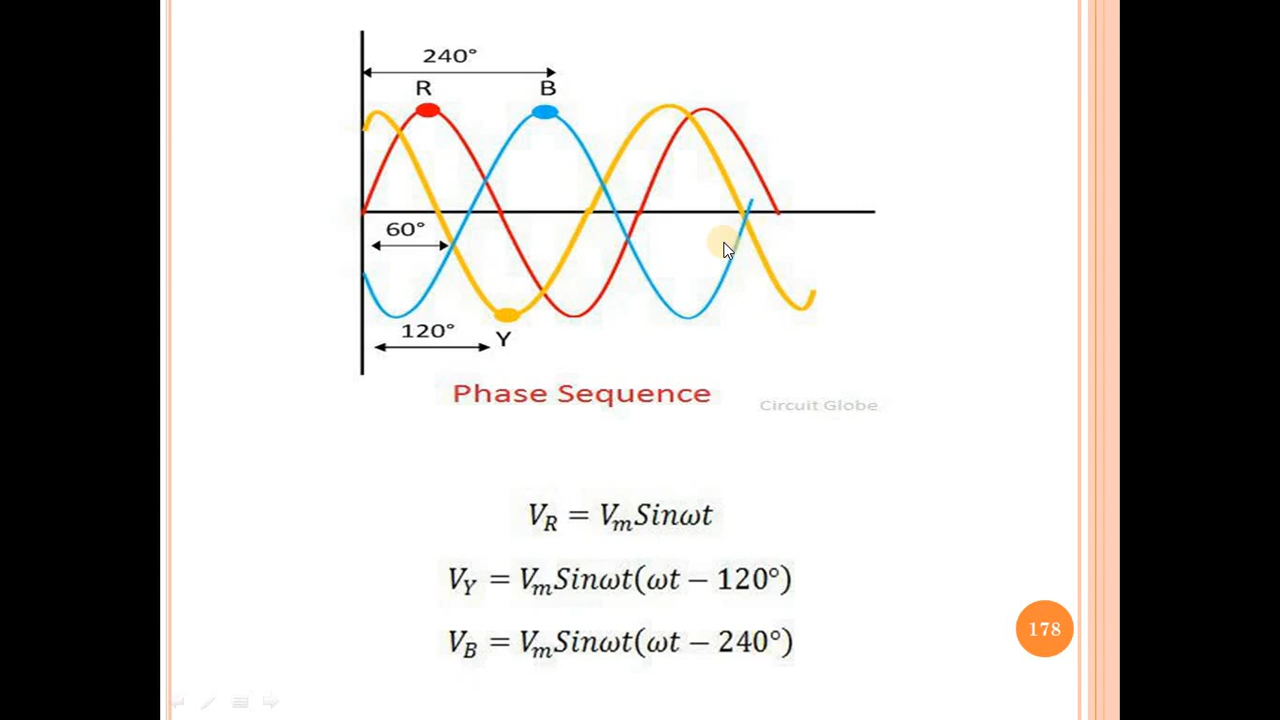 240°
R B
60°
120° Y
Phase Sequence
Circuit Globe
V_R = V_m Sinωt
V_Y = V_m Sinωt(ωt − 120°)
V_B = V_m Sinωt(ωt − 240°)
178